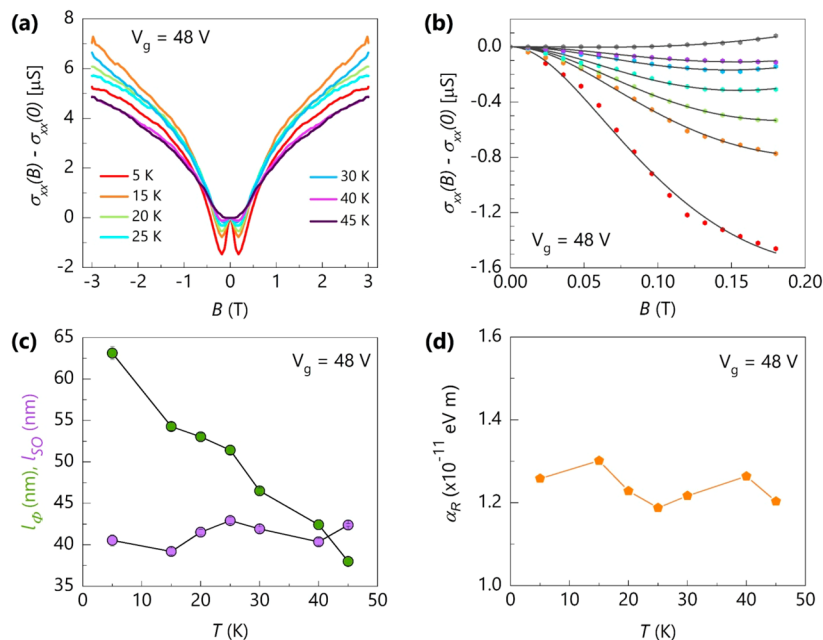 (a)
V_g = 48 V
σ_xx(B) - σ_xx(0) [µS]
8
6
4
2
0
2
5 K
15 K
20 K
25 K
30 K
40 K
45 K
-3
-2
-1
0
1
2
3
B (T)
(b)
σ_xx(B) - σ_xx(0) [µS]
0.0
-0.4
-0.8
-1.2
-1.6
V_g = 48 V
0.00
0.05
0.10
0.15
0.20
B (T)
(c)
V_g = 48 V
l_Φ (nm), l_SO (nm)
65
60
55
50
45
40
35
0
10
20
30
40
50
T (K)
(d)
V_g = 48 V
α_R (x10^-11 eV m)
1.6
1.4
1.2
1.0
0
10
20
30
40
50
T (K)